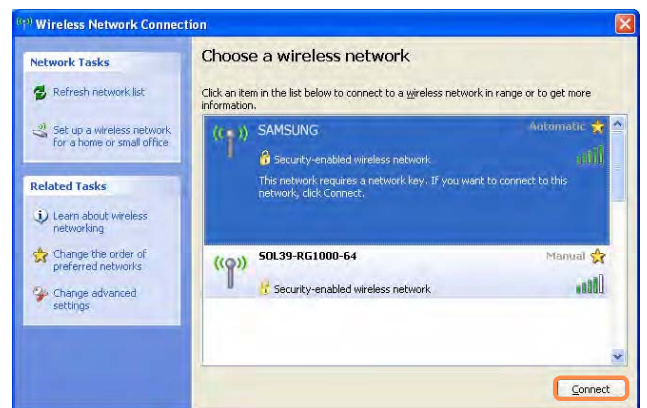 Wireless Network Connection
Network Tasks
Refresh network list
Set up a wireless network
for a home or small office
Related Tasks
Learn about wireless
networking
Change the order of
preferred networks
Change advanced
settings
Choose a wireless network
Click an item in the list below to connect to a wireless network in range or to get more
information.
SAMSUNG
Automatic
Security-enabled wireless network
This network requires a network key. If you want to connect to this
network, click Connect.
SOL39-RG1000-64
Manual
Security-enabled wireless network
Connect